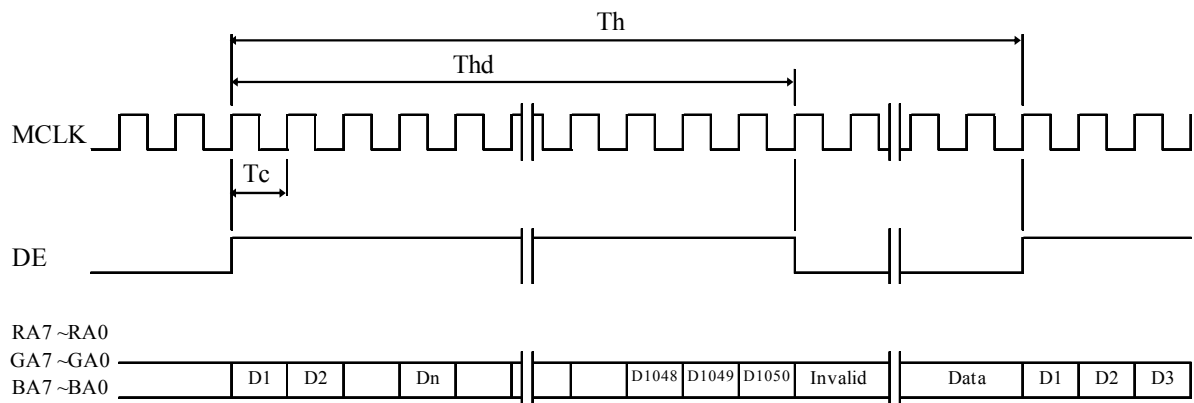 Th
Thd
MCLK
Tc
DE
RA7 ~RA0
GA7 ~GA0
BA7 ~BA0
D1 D2 Dn D1048 D1049 D1050 Invalid Data D1 D2 D3